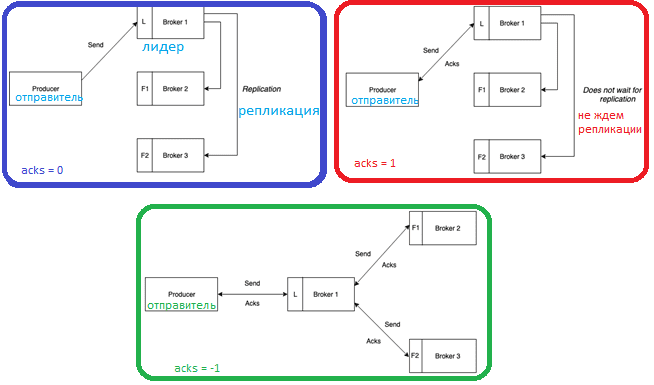 L Broker 1
лидер
Send
Producer
отправитель
F1 Broker 2
Replication
репликация
F2 Broker 3
acks = 0
L Broker 1
Send
Acks
Producer
отправитель
F1 Broker 2
Does not wait for
replication
не ждем
репликации
F2 Broker 3
acks = 1
F1 Broker 2
Send
Acks
Producer
отправитель
Send
Acks
L Broker 1
Send
Acks
F2 Broker 3
acks = -1